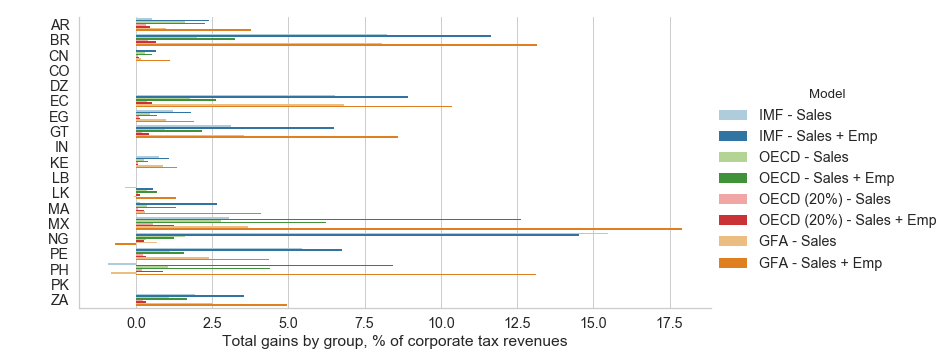 AR
BR
CN
CO
DZ
EC
EG
GT
IN
KE
LB
LK
MA
MX
NG
PE
PH
PK
ZA
0.0 2.5 5.0 7.5 10.0 12.5 15.0 17.5
Total gains by group, % of corporate tax revenues
Model
IMF - Sales
IMF - Sales + Emp
OECD - Sales
OECD - Sales + Emp
OECD (20%) - Sales
OECD (20%) - Sales + Emp
GFA - Sales
GFA - Sales + Emp